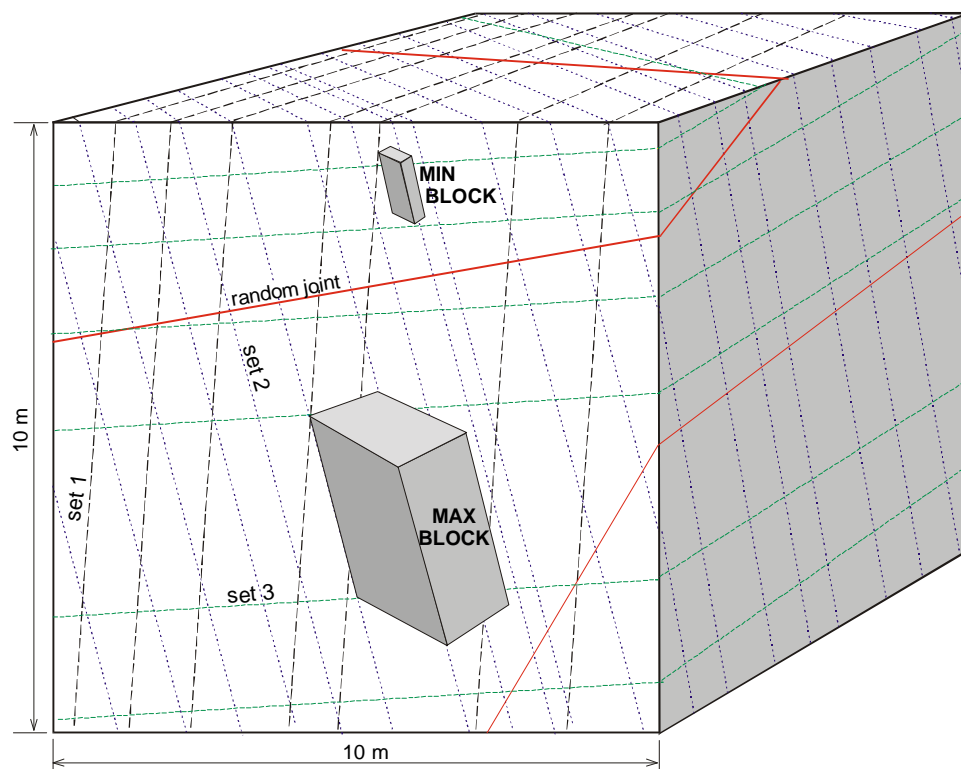 MIN
BLOCK
random joint
set 2
10 m
set 1
MAX
BLOCK
set 3
10 m